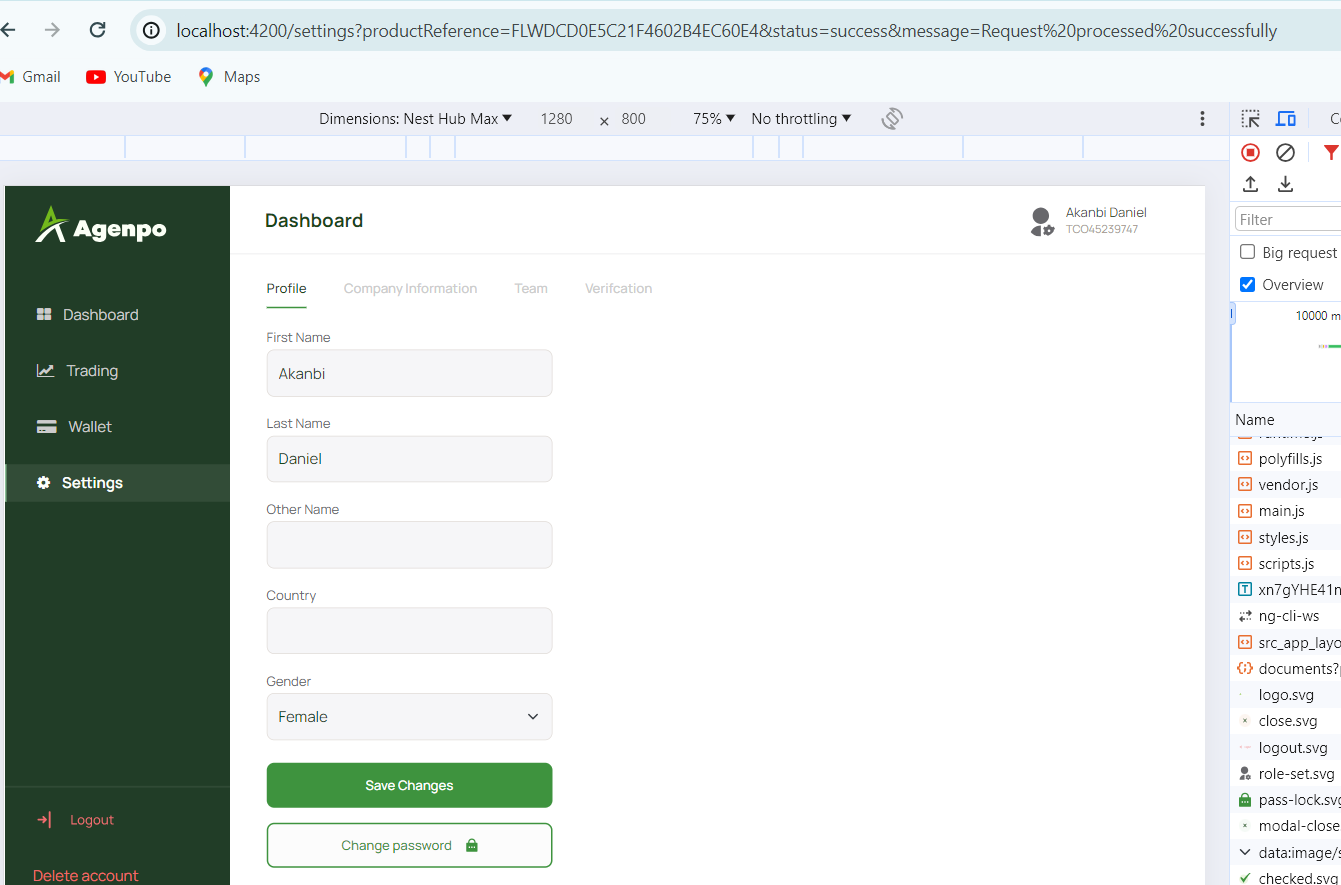 localhost:4200/settings?productReference=FLWDCD0E5C21F4602B4EC60E4&status=success&message=Request%20processed%20successfully
Gmail YouTube Maps
Dimensions: Nest Hub Max 1280 × 800 75% No throttling
Agenpo
Dashboard
Trading
Wallet
Settings
Logout
Delete account
Dashboard
Akanbi Daniel
TCO45239747
Profile Company Information Team Verifcation
First Name
Akanbi
Last Name
Daniel
Other Name
Country
Gender
Female
Save Changes
Change password
Filter
Big request
Overview
10000 m
Name
polyfills.js
vendor.js
main.js
styles.js
scripts.js
xn7gYHE41n
ng-cli-ws
src_app_layo
documents?
logo.svg
close.svg
logout.svg
role-set.svg
pass-lock.svg
modal-close
data:image/s
checked.svg